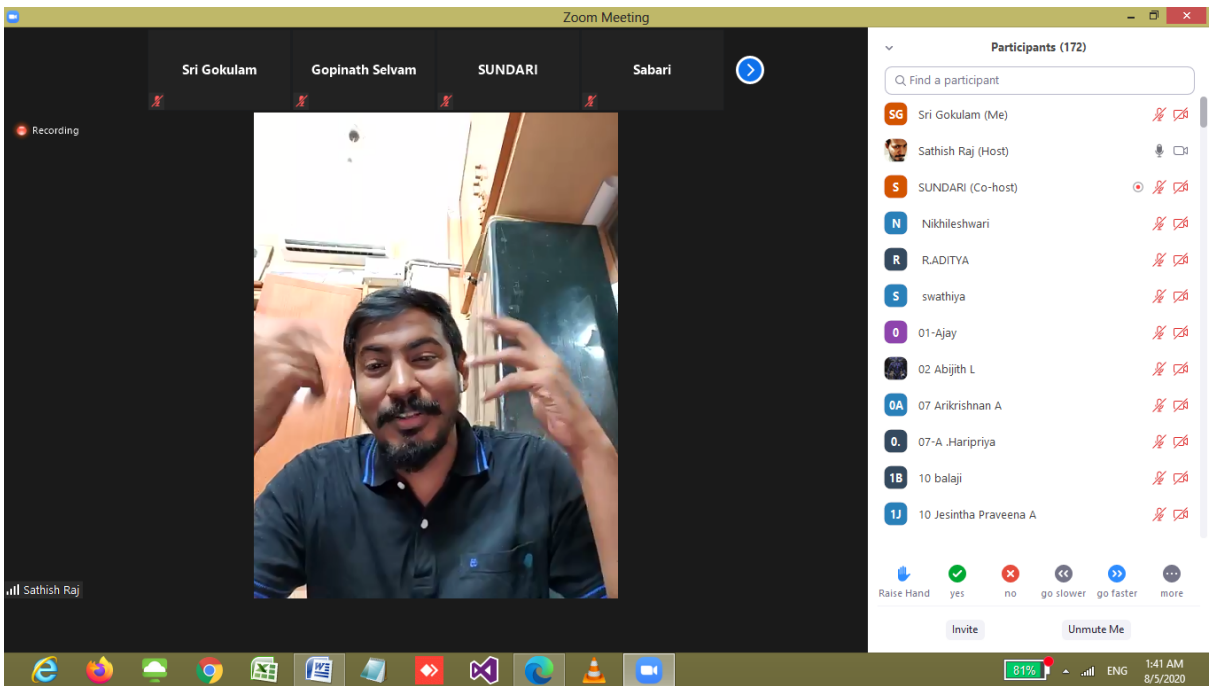 Zoom Meeting
Sri Gokulam
Gopinath Selvam
SUNDARI
Sabari
Recording
Sathish Raj
Participants (172)
Find a participant
SG Sri Gokulam (Me)
Sathish Raj (Host)
S SUNDARI (Co-host)
N Nikhileshwari
R R.ADITYA
S swathiya
0 01-Ajay
02 Abijith L
0A 07 Arikrishnan A
0. 07-A .Haripriya
1B 10 balaji
1J 10 Jesintha Praveena A
Raise Hand yes no go slower go faster more
Invite Unmute Me
81% ENG 1:41 AM
8/5/2020